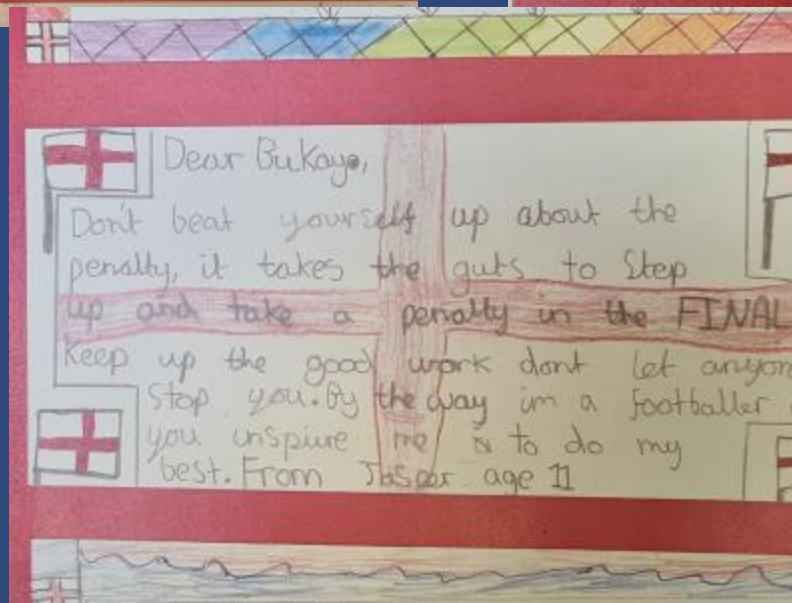 Dear Bukayo,
Don't beat yourself up about the
penalty, it takes the guts to Step
up and take a penalty in the FINAL
Keep up the good work dont let anyon
Stop you. By the way im a footballer
you inspiure me to do my
best. From Jasper age 11